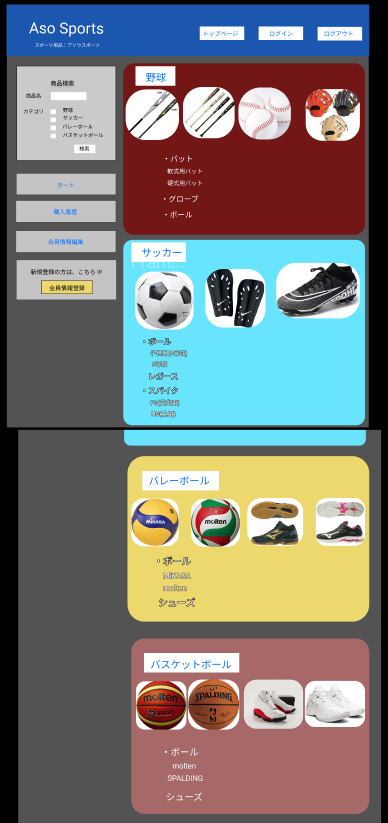 Aso Sports
スポーツ用品：アソウスポーツ
トップページ
ログイン
ログアウト
商品検索
商品名
カテゴリ
野球
サッカー
バレーボール
バスケットボール
検索
カート
購入履歴
会員情報編集
新規登録の方は、こちら!!!
会員情報登録
野球
・バット
軟式用バット
硬式用バット
・グローブ
・ボール
サッカー
・ボール
レガース
・スパイク
バレーボール
MIKASA
molten
・ボール
MIKASA
molten
シューズ
バスケットボール
molten
SPALDING
・ボール
molten
SPALDING
シューズ